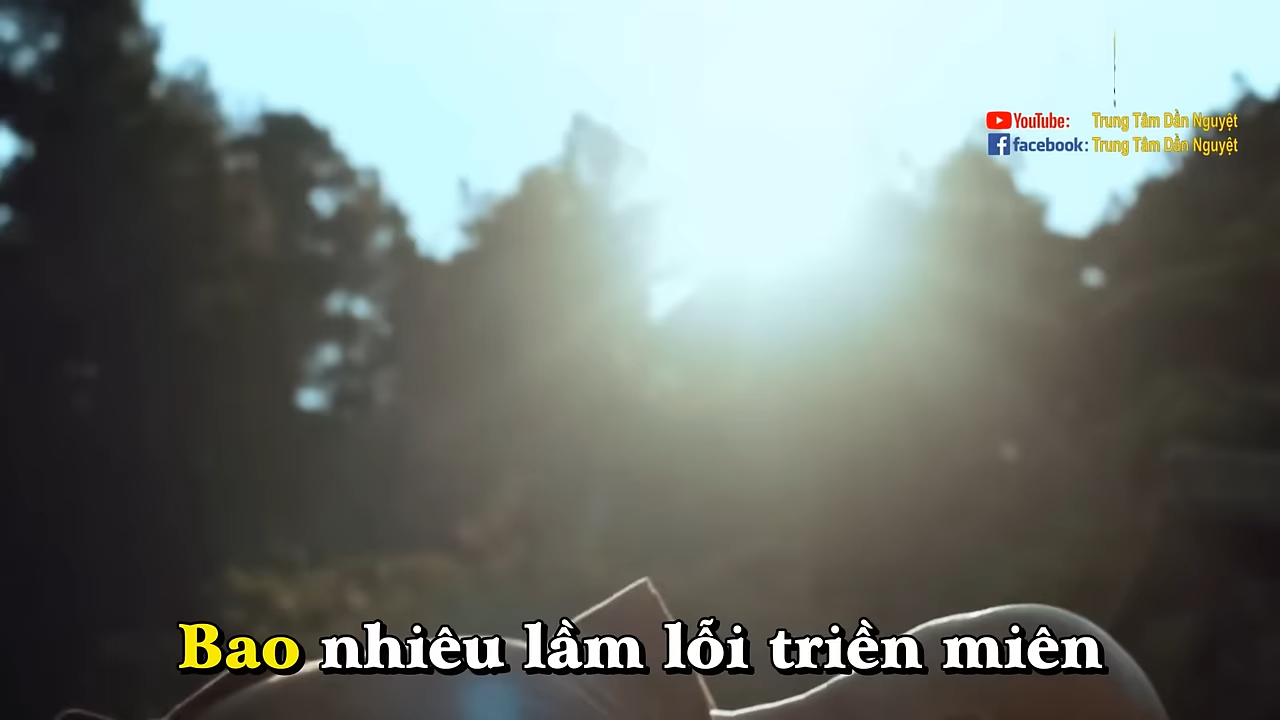 YouTube: Trung Tâm Dần Nguyệt
facebook: Trung Tâm Dần Nguyệt
Bao nhiêu lầm lỗi triền miên